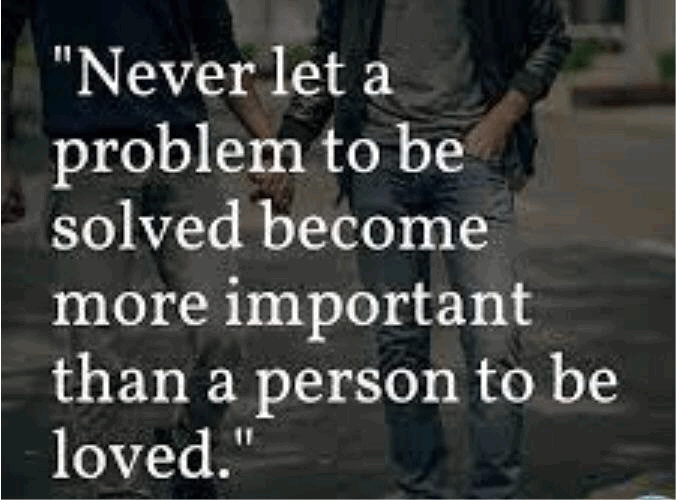 "Never let a
problem to be
solved become
more important
than a person to be
loved."